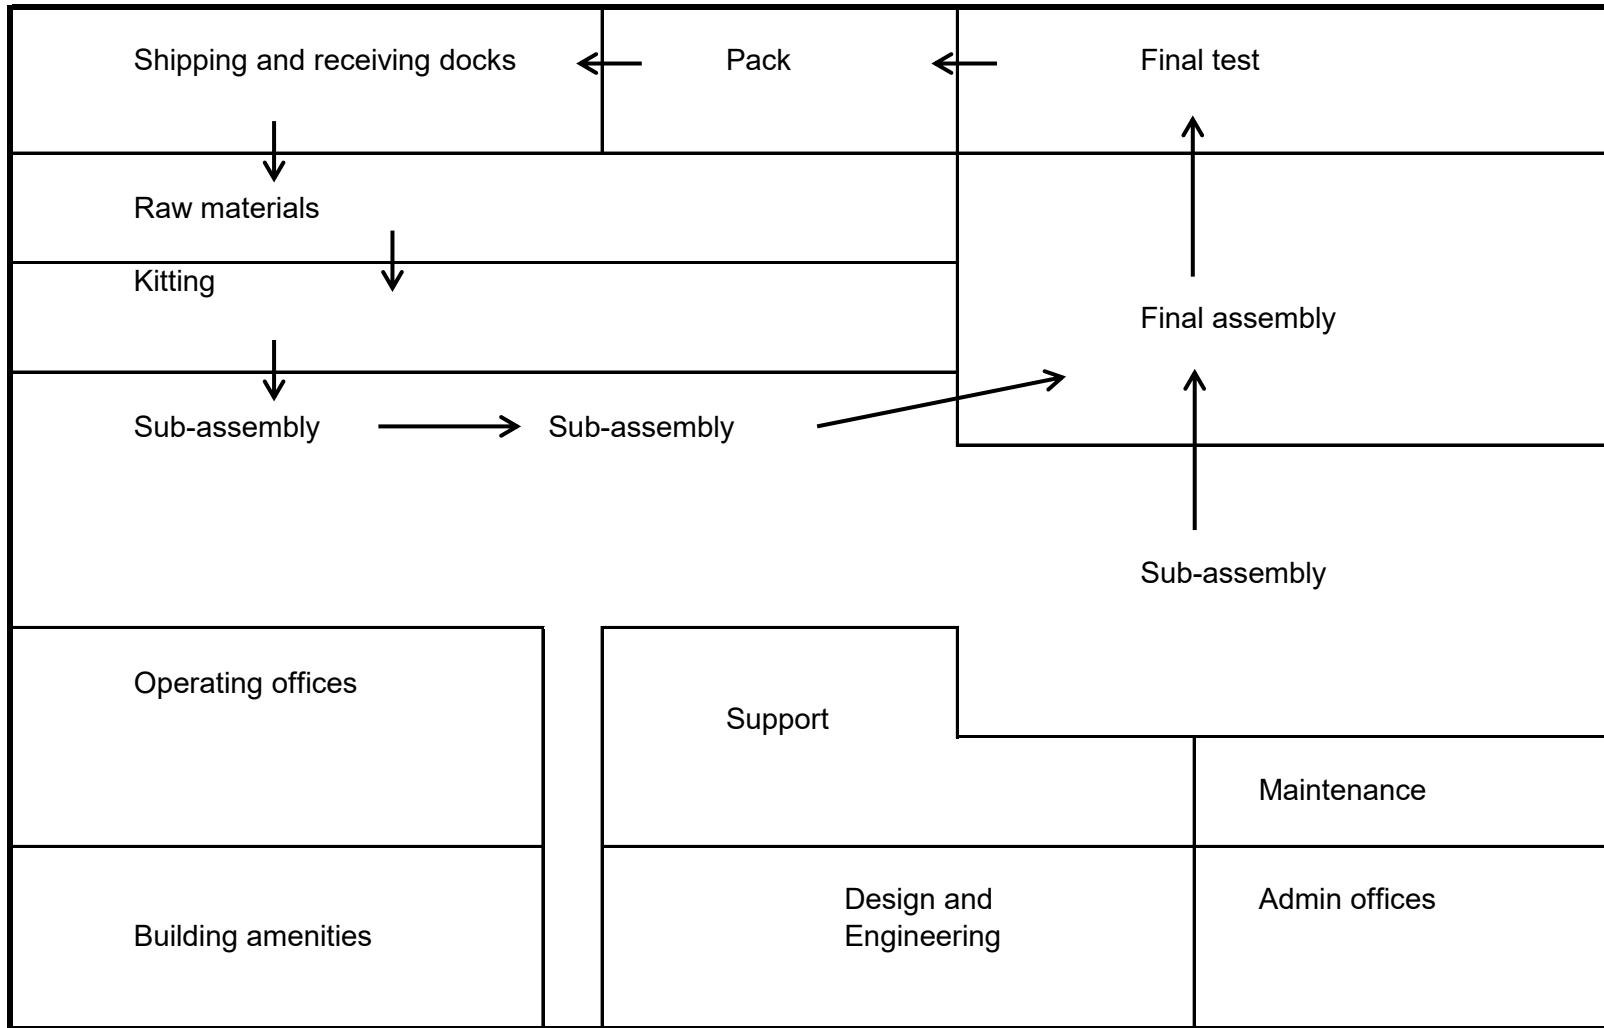 Shipping and receiving docks
Pack
Final test
Raw materials
Kitting
Final assembly
Sub-assembly
Sub-assembly
Sub-assembly
Operating offices
Support
Maintenance
Building amenities
Design and
Engineering
Admin offices